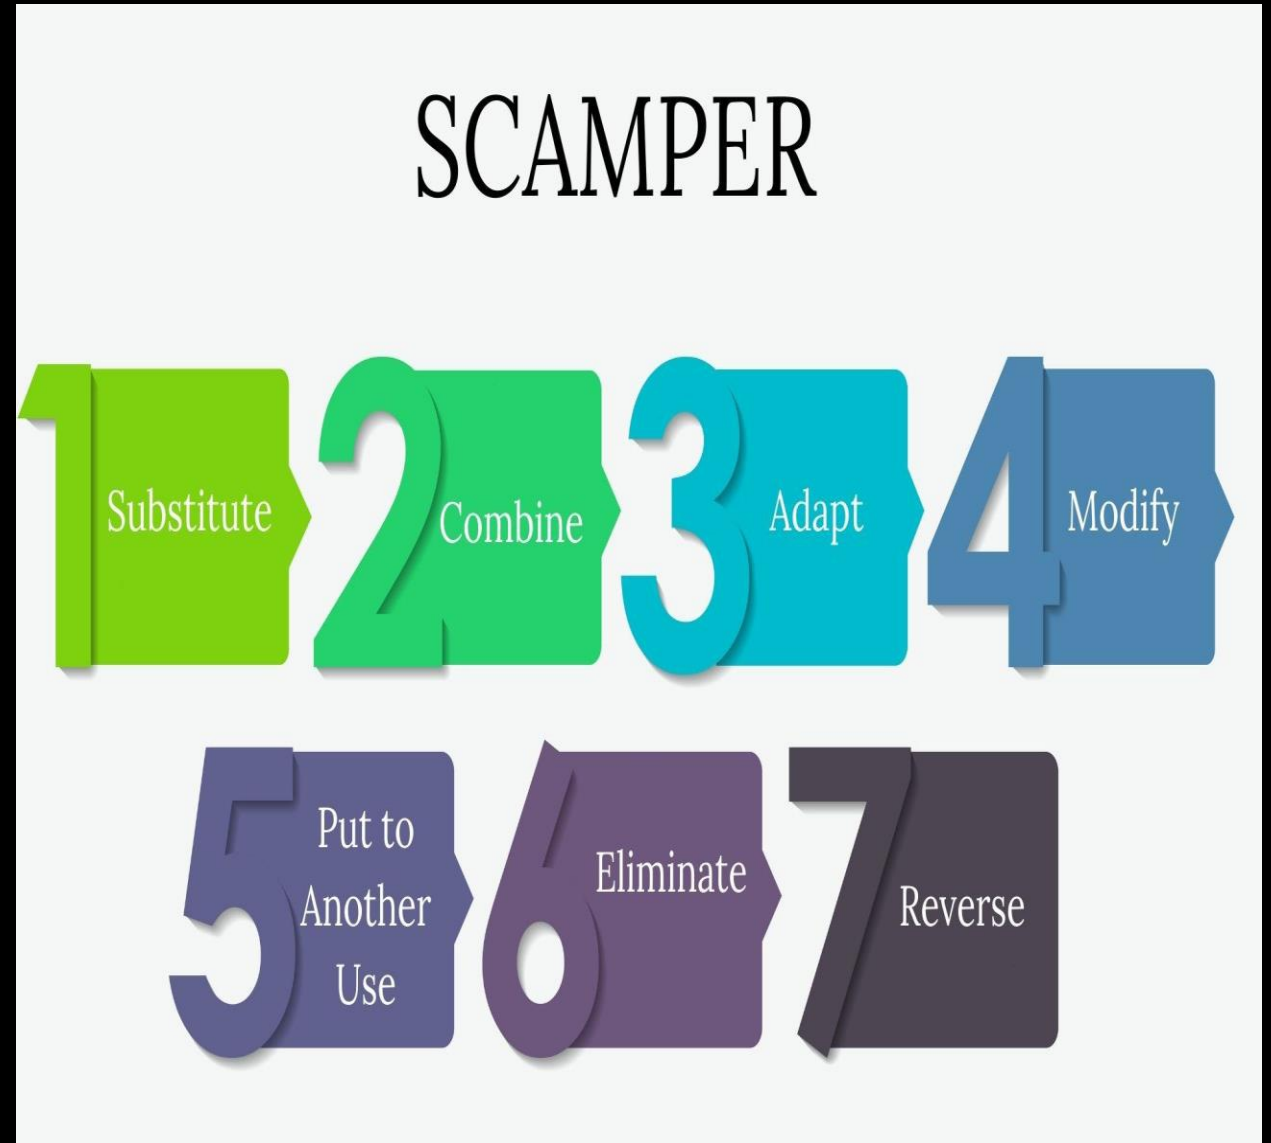 SCAMPER
1
Substitute
2
Combine
3
Adapt
4
Modify
5
Put to
Another
Use
6
Eliminate
7
Reverse